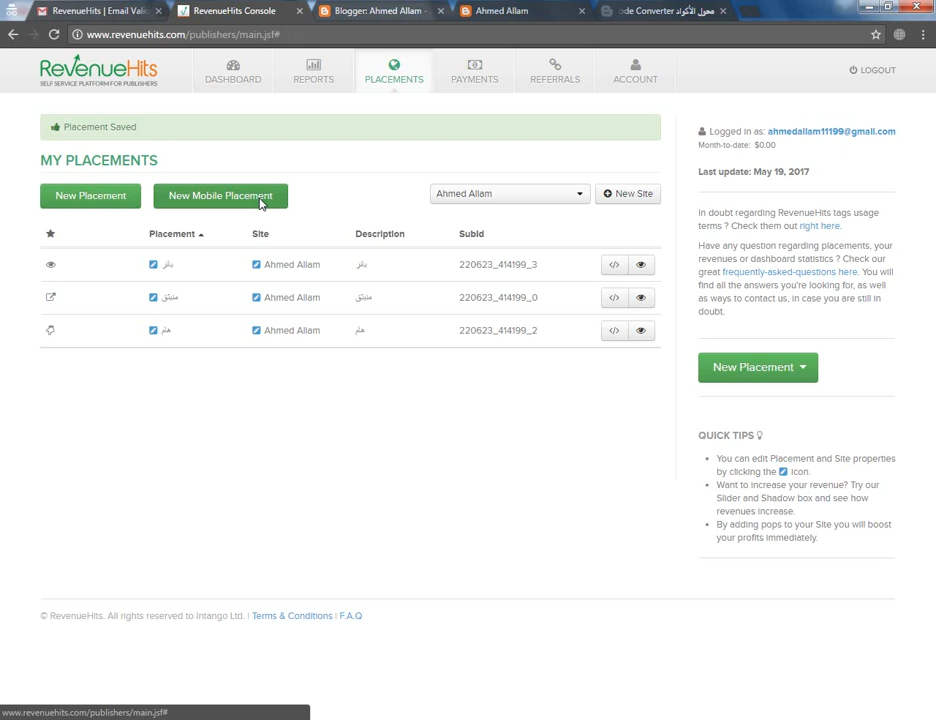 RevenueHits | Email Valid
RevenueHits Console
Blogger: Ahmed Allam -
Ahmed Allam
ode Converter محول الأكواد
www.revenuehits.com/publishers/main.jsf#
REVENUEHITS
SELF SERVICE PLATFORM FOR PUBLISHERS
DASHBOARD
REPORTS
PLACEMENTS
PAYMENTS
REFERRALS
ACCOUNT
LOGOUT
Placement Saved
Logged in as: ahmedallam11199@gmail.com
Month-to-date: $0.00
MY PLACEMENTS
Last update: May 19, 2017
New Placement
New Mobile Placement
Ahmed Allam
New Site
Placement Site Description SubId
بانر Ahmed Allam بانر 220623_414199_3
منبثق Ahmed Allam منبثق 220623_414199_0
هام Ahmed Allam هام 220623_414199_2
In doubt regarding RevenueHits tags usage
terms ? Check them out right here.
Have any question regarding placements, your
revenues or dashboard statistics ? Check our
great frequently-asked-questions here. You will
find all the answers you're looking for, as well
as ways to contact us, in case you are still in
doubt.
New Placement
QUICK TIPS
• You can edit Placement and Site properties
by clicking the icon.
• Want to increase your revenue? Try our
Slider and Shadow box and see how
revenues increase.
• By adding pops to your Site you will boost
your profits immediately.
© RevenueHits. All rights reserved to Intango Ltd. | Terms & Conditions | F.A.Q
www.revenuehits.com/publishers/main.jsf#